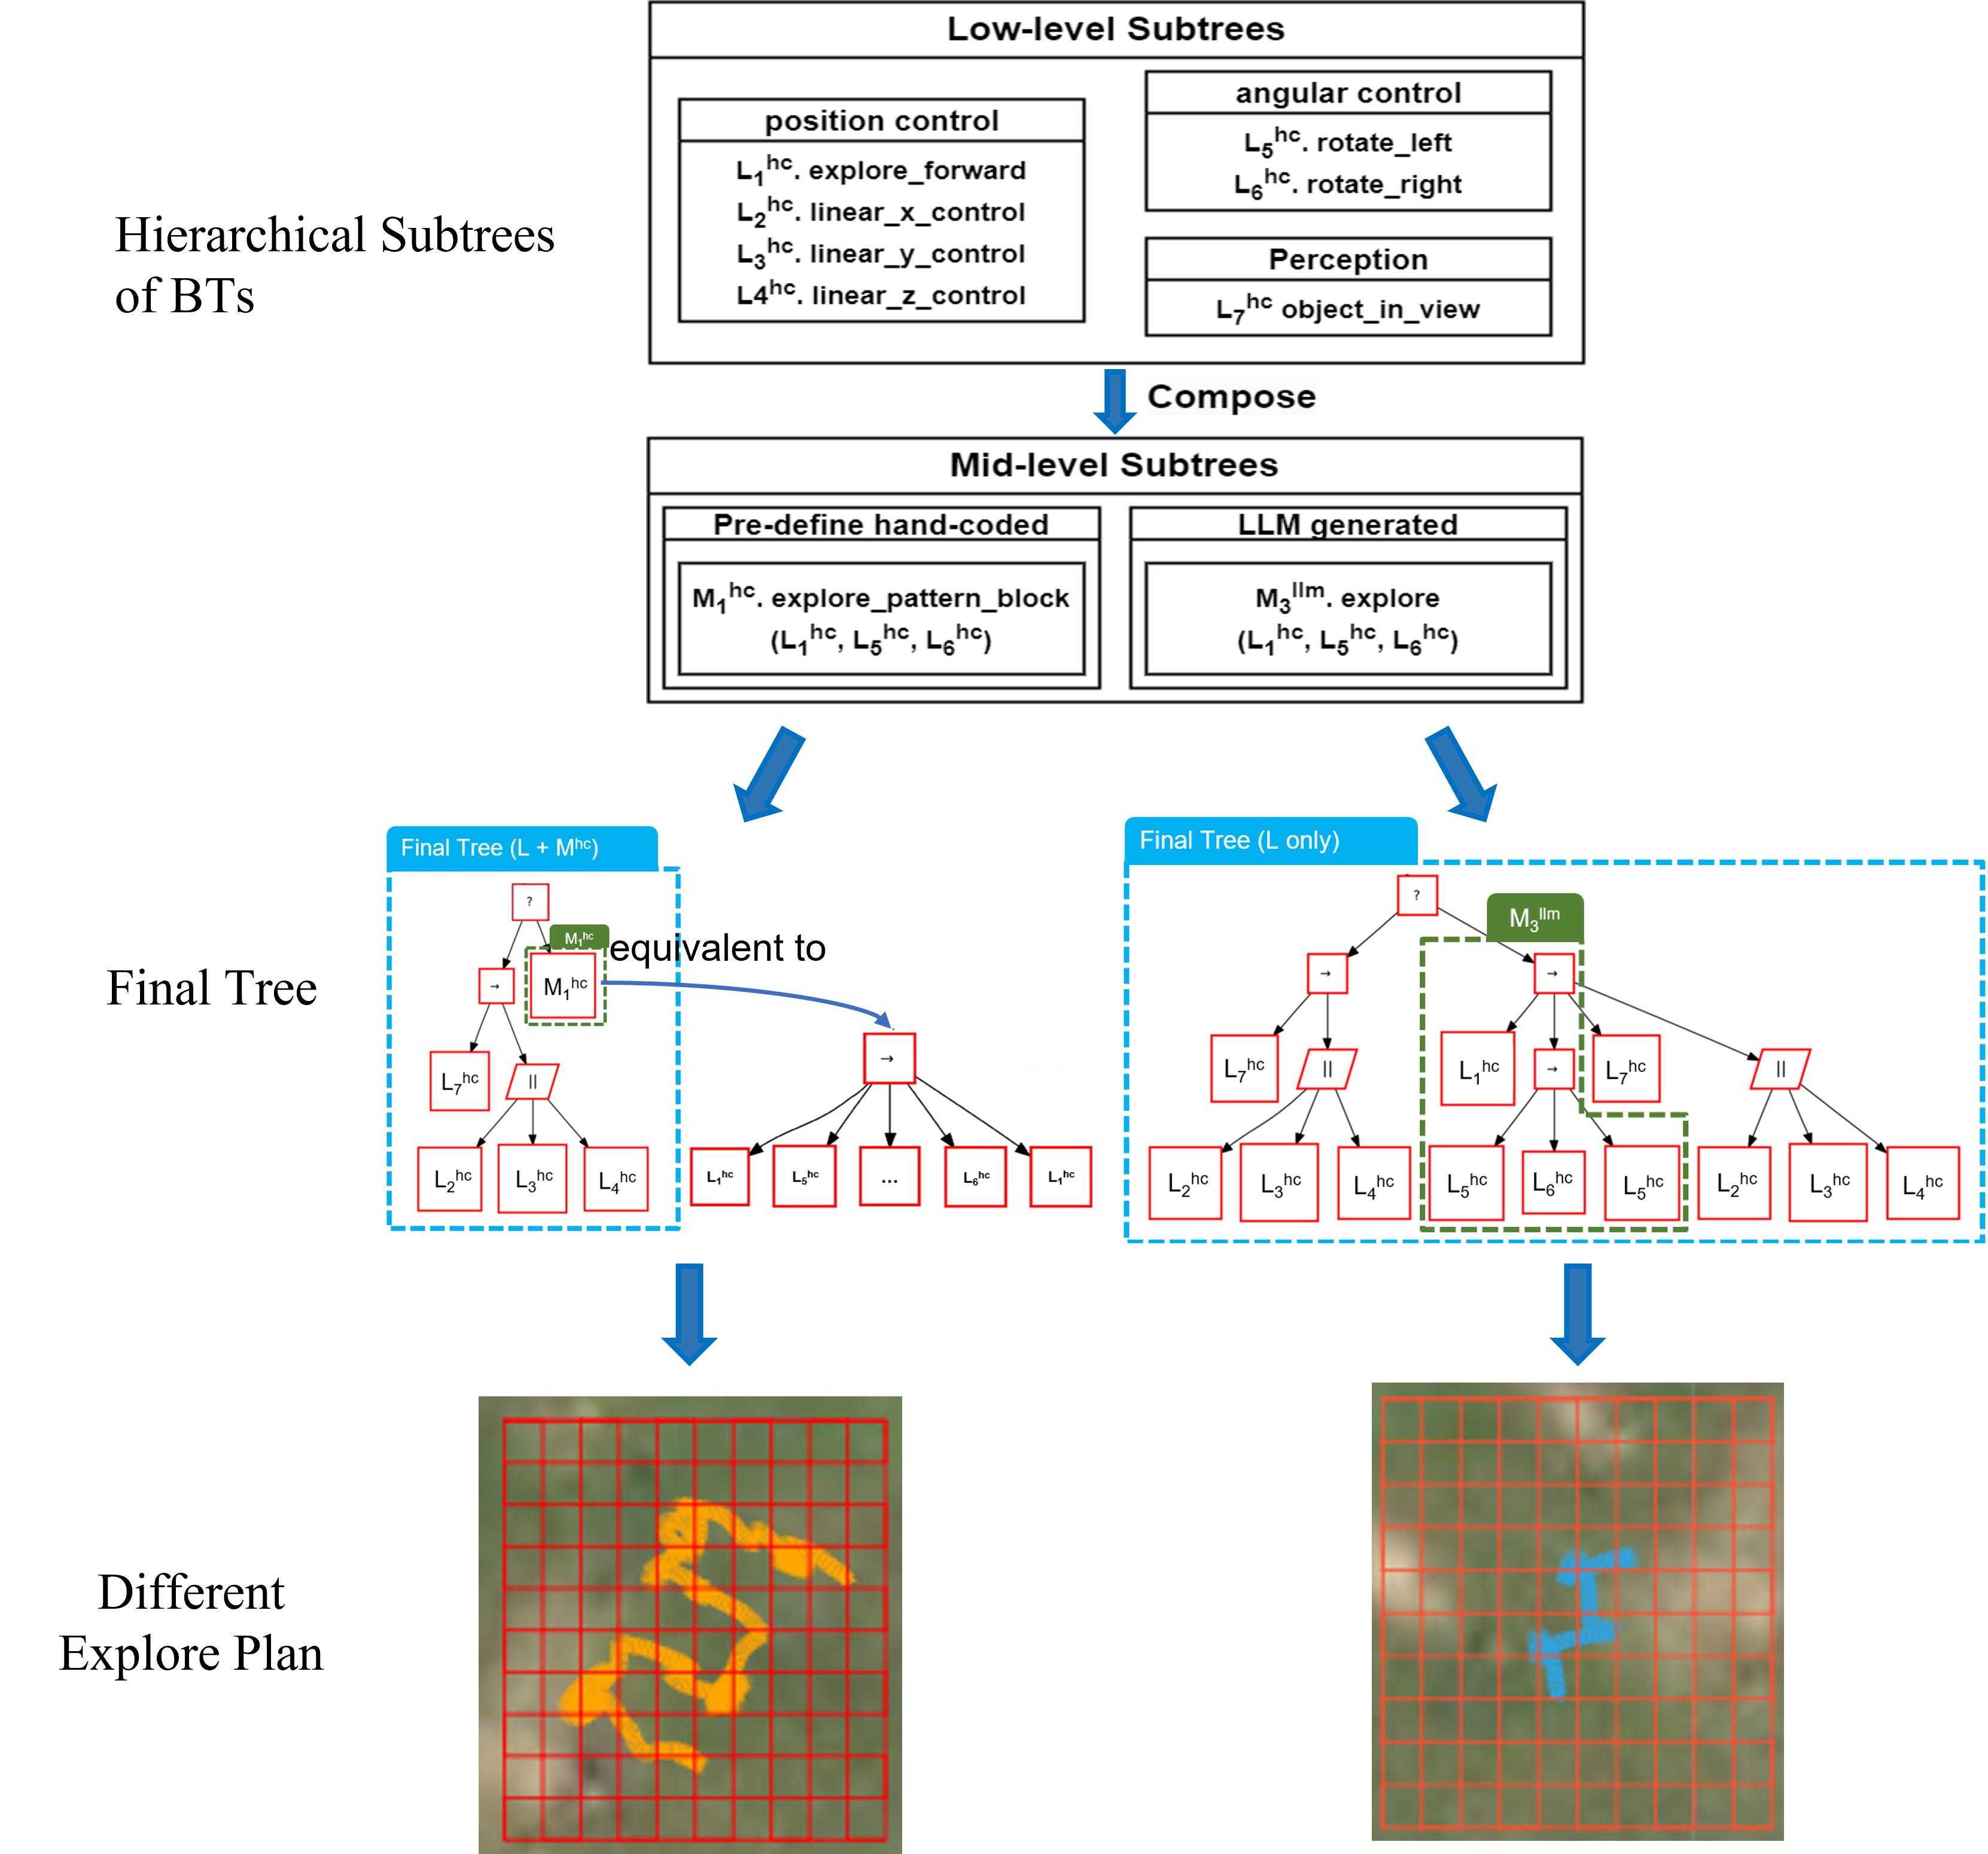 Low-level Subtrees
position control
L₁ʰᶜ. explore_forward
L₂ʰᶜ. linear_x_control
L₃ʰᶜ. linear_y_control
L4ʰᶜ. linear_z_control
angular control
L₅ʰᶜ. rotate_left
L₆ʰᶜ. rotate_right
Perception
L₇ʰᶜ object_in_view
Hierarchical Subtrees
of BTs
Compose
Mid-level Subtrees
Pre-define hand-coded
M₁ʰᶜ. explore_pattern_block
(L₁ʰᶜ, L₅ʰᶜ, L₆ʰᶜ)
LLM generated
M₃ˡˡᵐ. explore
(L₁ʰᶜ, L₅ʰᶜ, L₆ʰᶜ)
Final Tree
Final Tree (L + Mʰᶜ)
?
M₁ʰᶜ
equivalent to
→
M₁ʰᶜ
L₇ʰᶜ
||
L₂ʰᶜ
L₃ʰᶜ
L₄ʰᶜ
→
L₁ʰᶜ
L₅ʰᶜ
...
L₆ʰᶜ
L₁ʰᶜ
Final Tree (L only)
?
M₃ˡˡᵐ
→
→
L₇ʰᶜ
||
L₁ʰᶜ
→
L₇ʰᶜ
||
L₂ʰᶜ
L₃ʰᶜ
L₄ʰᶜ
L₅ʰᶜ
L₆ʰᶜ
L₅ʰᶜ
L₂ʰᶜ
L₃ʰᶜ
L₄ʰᶜ
Different
Explore Plan